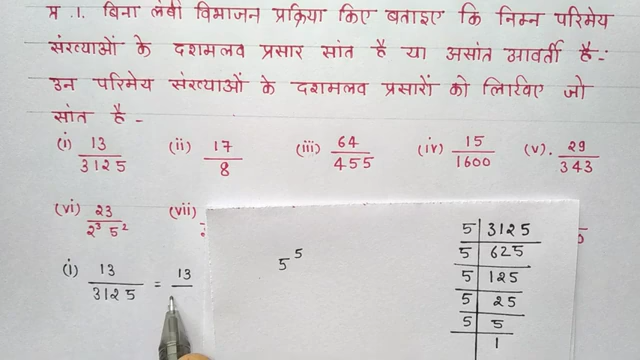 प्र.1. बिना लंबी विभाजन प्रक्रिया किए बताइए कि निम्न परिमेय
संख्याओं के दशमलव प्रसार सांत है या असांत आवर्ती है:-
उन परिमेय संख्याओं के दशमलव प्रसारों को लिखिए जो
सांत है -
(i) 13/3125 (ii) 17/8 (iii) 64/455 (iv) 15/1600 (v). 29/343
(vi) 23/2³ 5² (vii)
(i) 13/3125 = 13/
5⁵
5 | 3125
5 | 625
5 | 125
5 | 25
5 | 5
1